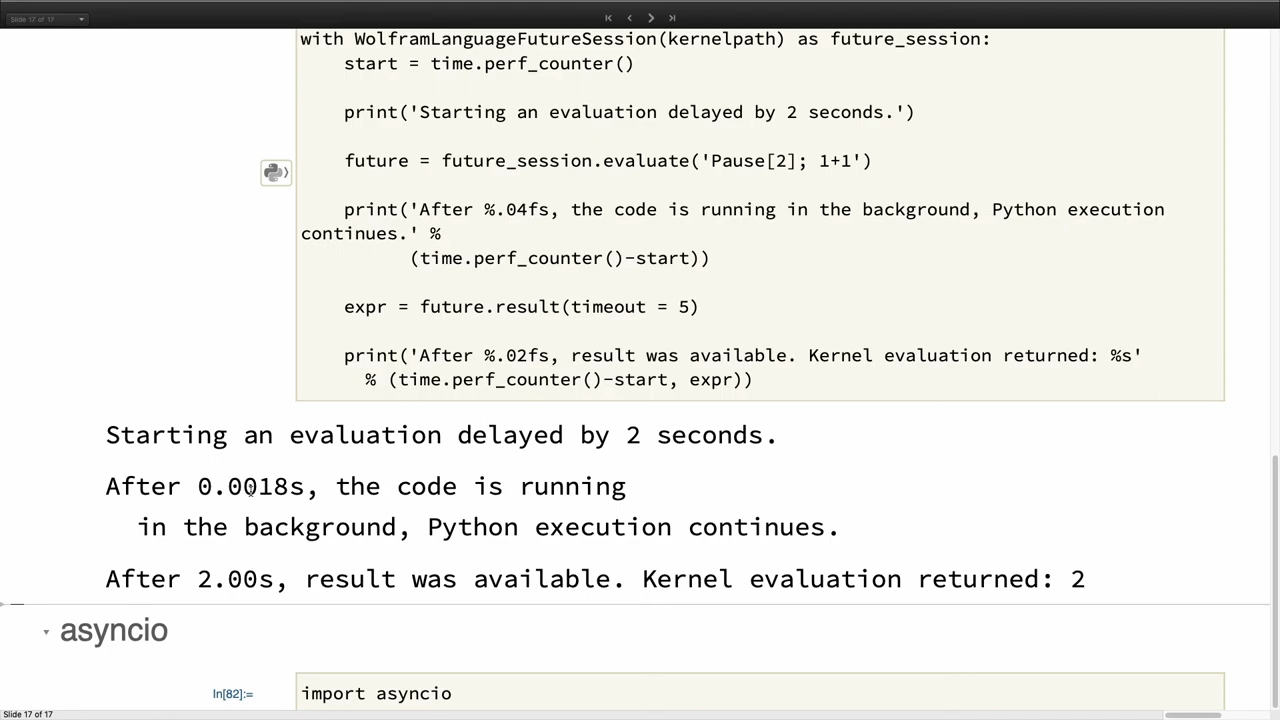 Slide 17 of 17
with WolframLanguageFutureSession(kernelpath) as future_session:
start = time.perf_counter()
print('Starting an evaluation delayed by 2 seconds.')
future = future_session.evaluate('Pause[2]; 1+1')
print('After %.04fs, the code is running in the background, Python execution
continues.' %
(time.perf_counter()-start))
expr = future.result(timeout = 5)
print('After %.02fs, result was available. Kernel evaluation returned: %s'
% (time.perf_counter()-start, expr))
Starting an evaluation delayed by 2 seconds.
After 0.0018s, the code is running
in the background, Python execution continues.
After 2.00s, result was available. Kernel evaluation returned: 2
asyncio
In[82]:=
import asyncio
Slide 17 of 17